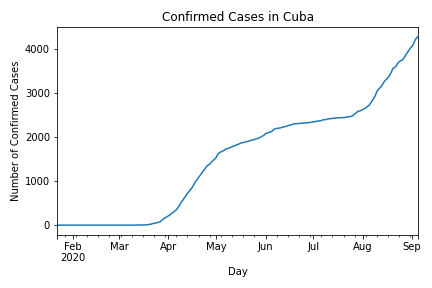 Confirmed Cases in Cuba
Number of Confirmed Cases
4000
3000
2000
1000
0
Feb Mar Apr May Jun Jul Aug Sep
2020
Day